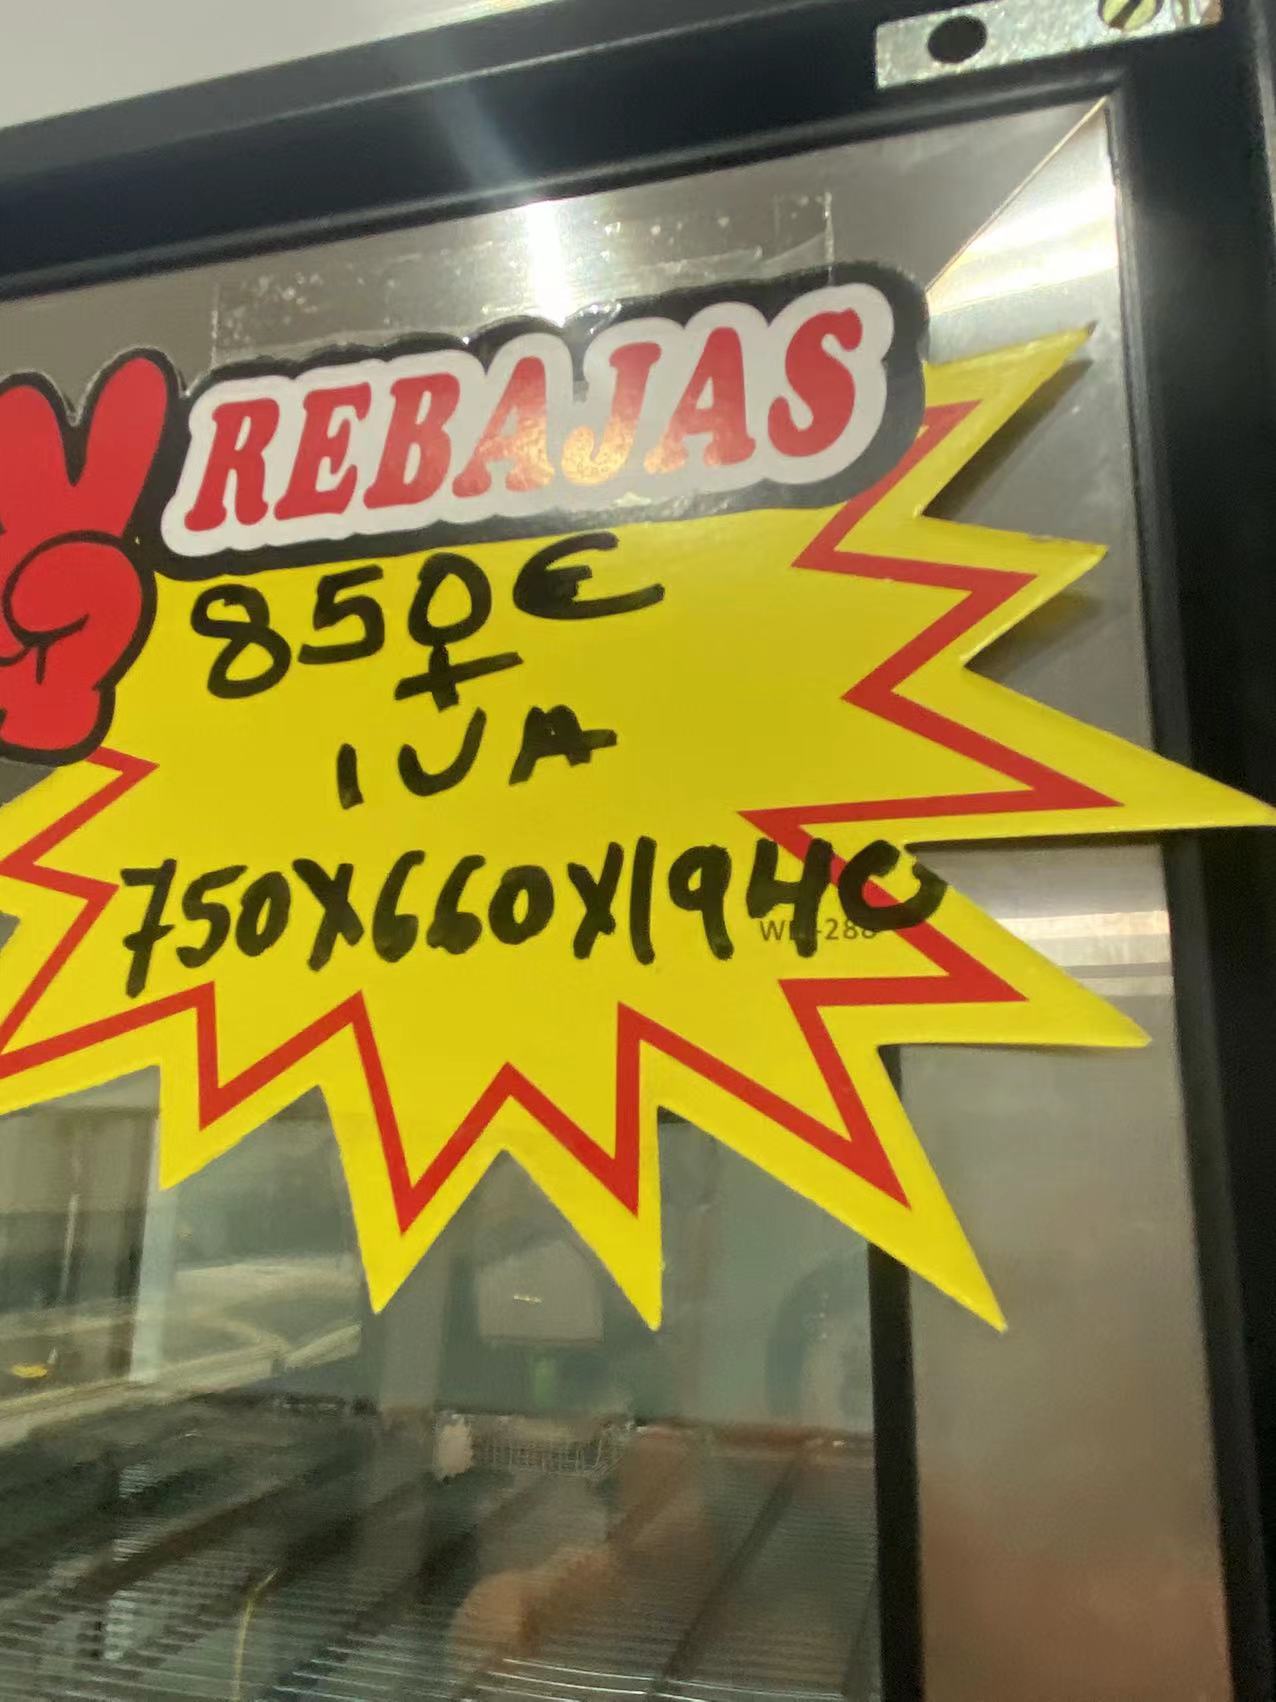 REBAJAS
850€
+
IVA
750X660X1940